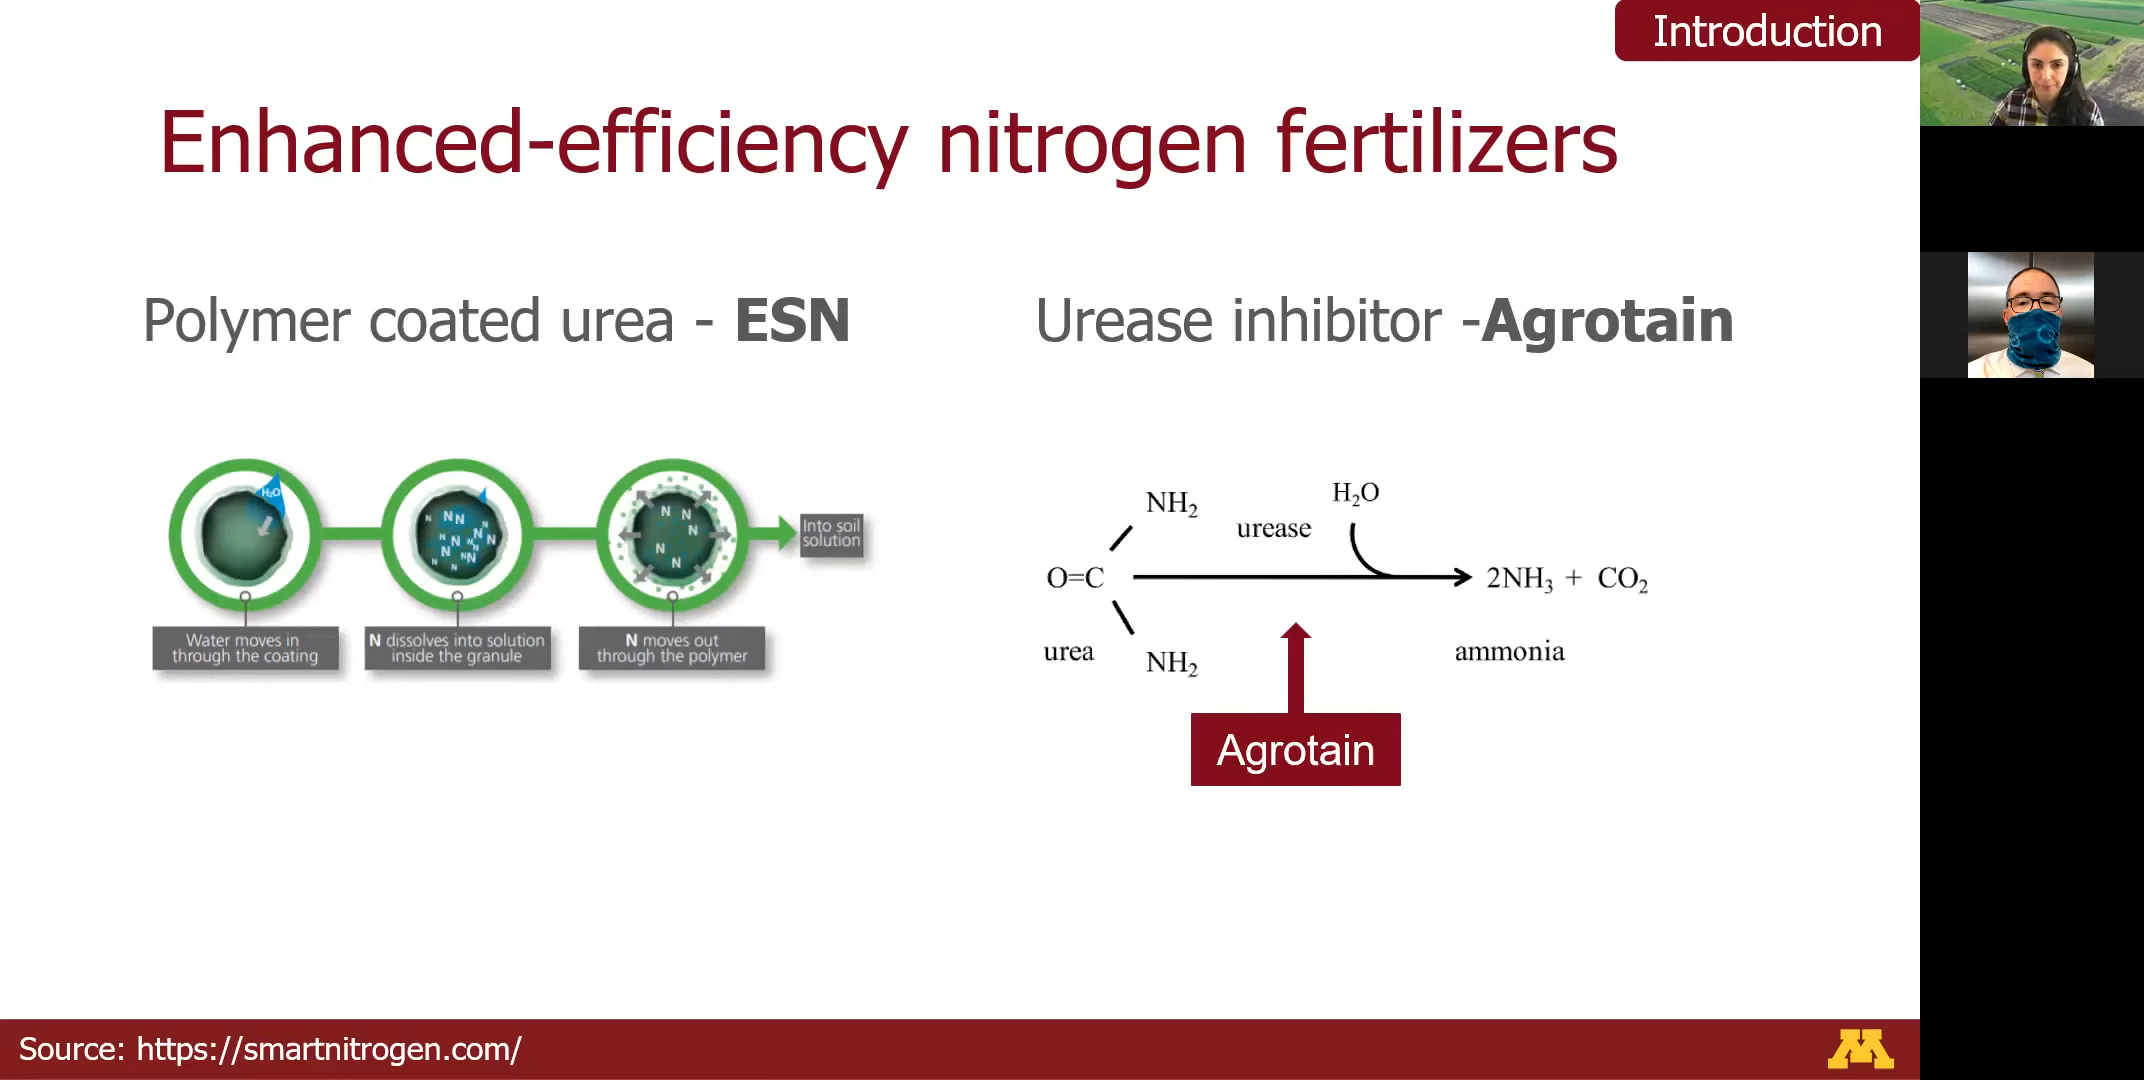 Introduction
Enhanced-efficiency nitrogen fertilizers
Polymer coated urea - ESN
Urease inhibitor -Agrotain
H₂O
N N N N N N N N N N N N N
N N N N N
Into soil
solution
Water moves in
through the coating
N dissolves into solution
inside the granule
N moves out
through the polymer
NH₂
H₂O
urease
O=C
2NH₃ + CO₂
urea
NH₂
ammonia
Agrotain
Source: https://smartnitrogen.com/
M